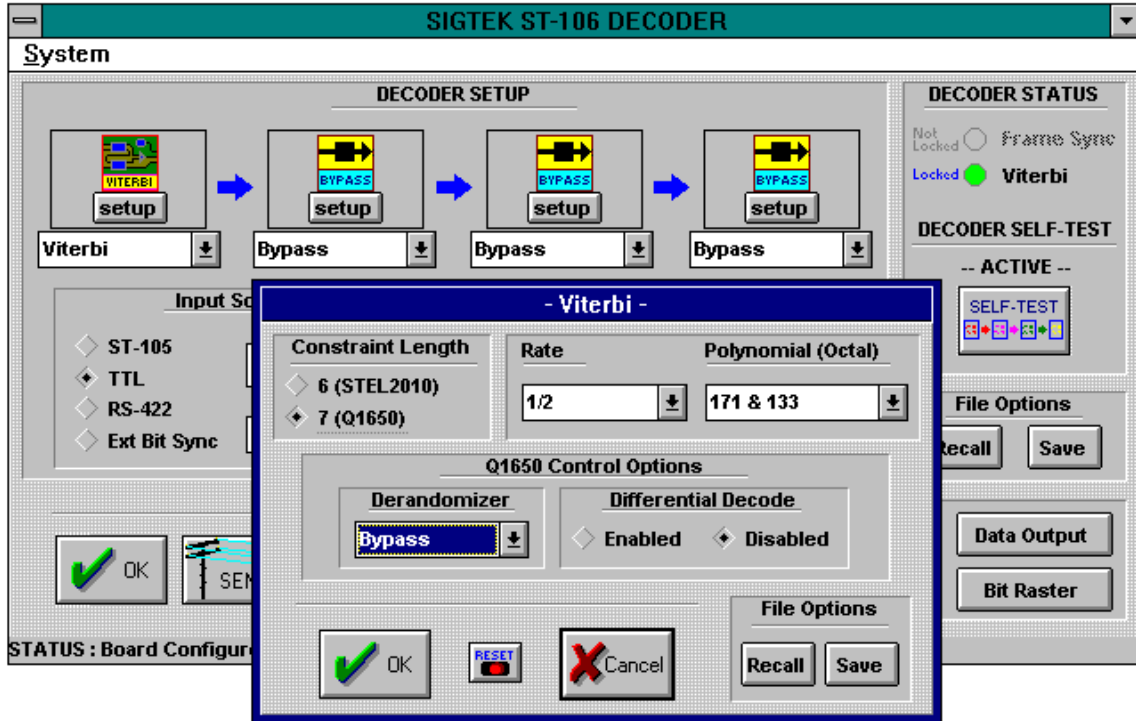 SIGTEK ST-106 DECODER
System
DECODER SETUP
VITERBI
setup
Viterbi
BYPASS
setup
Bypass
BYPASS
setup
Bypass
BYPASS
setup
Bypass
DECODER STATUS
Not Locked Frame Sync
Locked Viterbi
DECODER SELF-TEST
-- ACTIVE --
SELF-TEST
Input So
ST-105
TTL
RS-422
Ext Bit Sync
File Options
Recall Save
Data Output
Bit Raster
OK
SEN
STATUS : Board Configur
- Viterbi -
Constraint Length
6 (STEL2010)
7 (Q1650)
Rate
1/2
Polynomial (Octal)
171 & 133
Q1650 Control Options
Derandomizer
Bypass
Differential Decode
Enabled Disabled
OK
RESET
Cancel
File Options
Recall Save